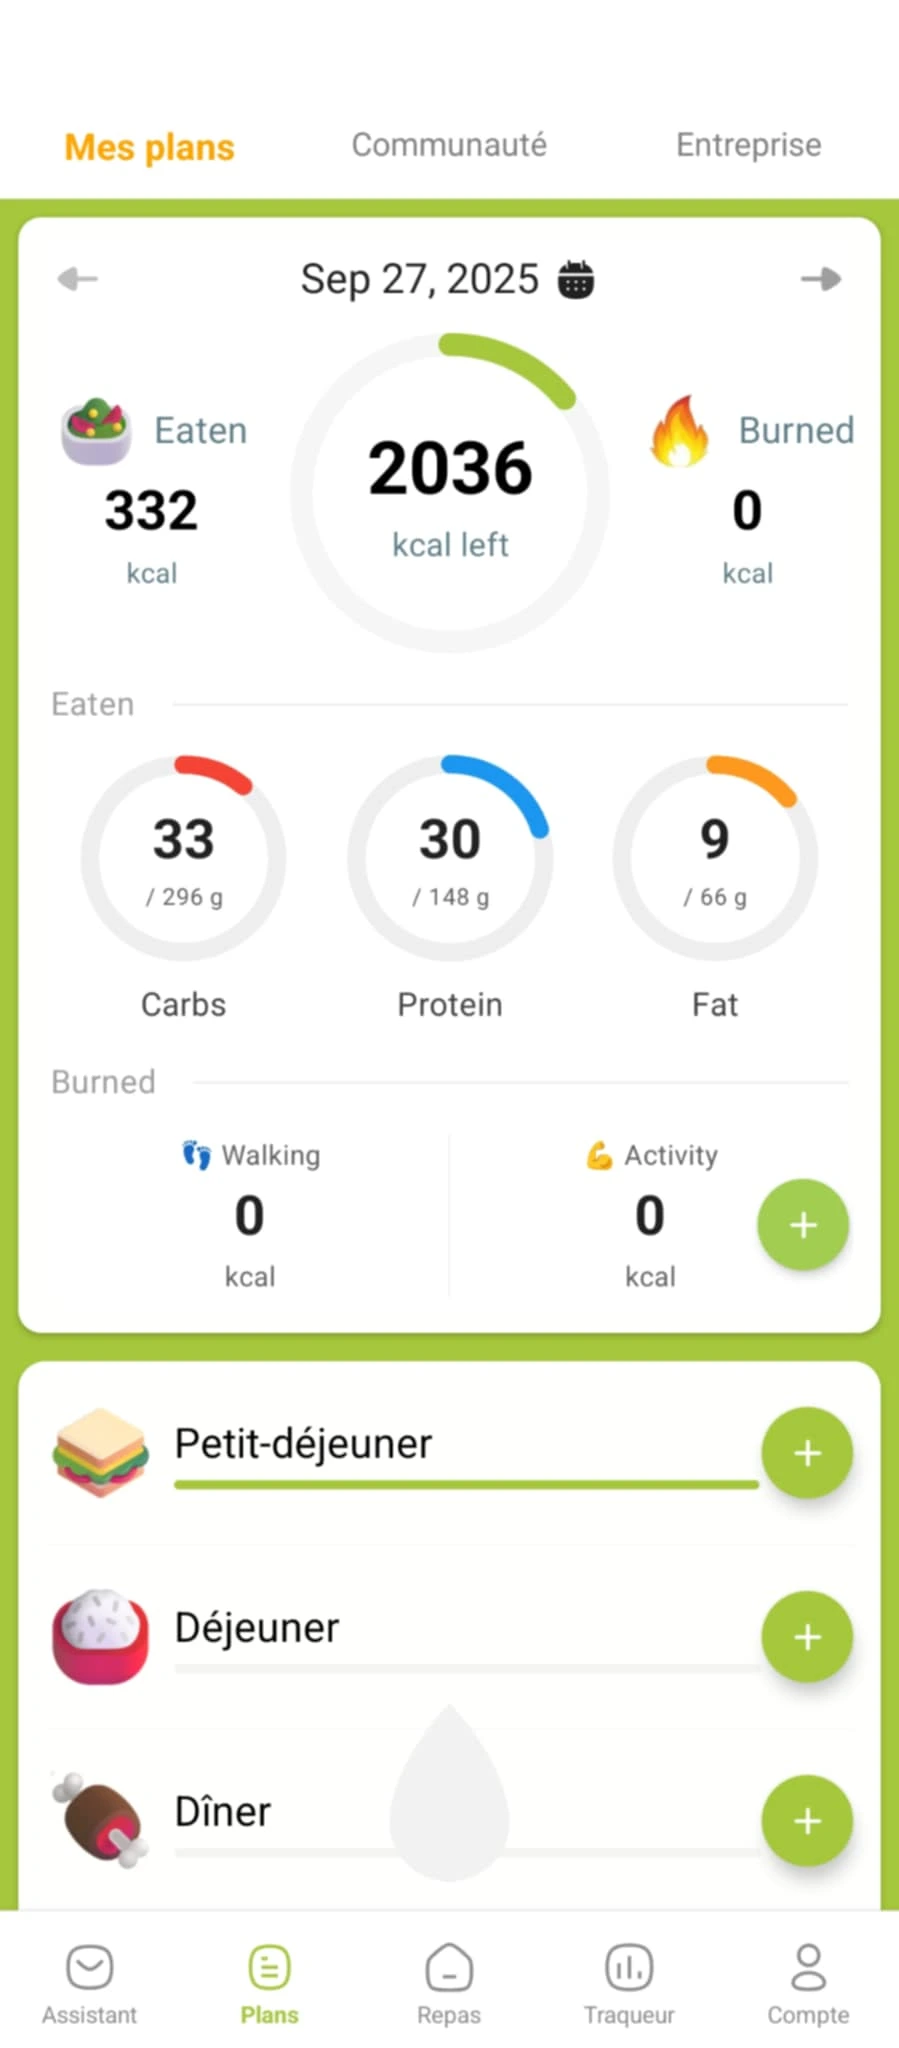 Mes plans
Communauté
Entreprise
Sep 27, 2025
Eaten
332
kcal
2036
kcal left
Burned
0
kcal
Eaten
33
/ 296 g
Carbs
30
/ 148 g
Protein
9
/ 66 g
Fat
Burned
Walking
0
kcal
Activity
0
kcal
+
Petit-déjeuner
+
Déjeuner
+
Dîner
+
Assistant
Plans
Repas
Traqueur
Compte